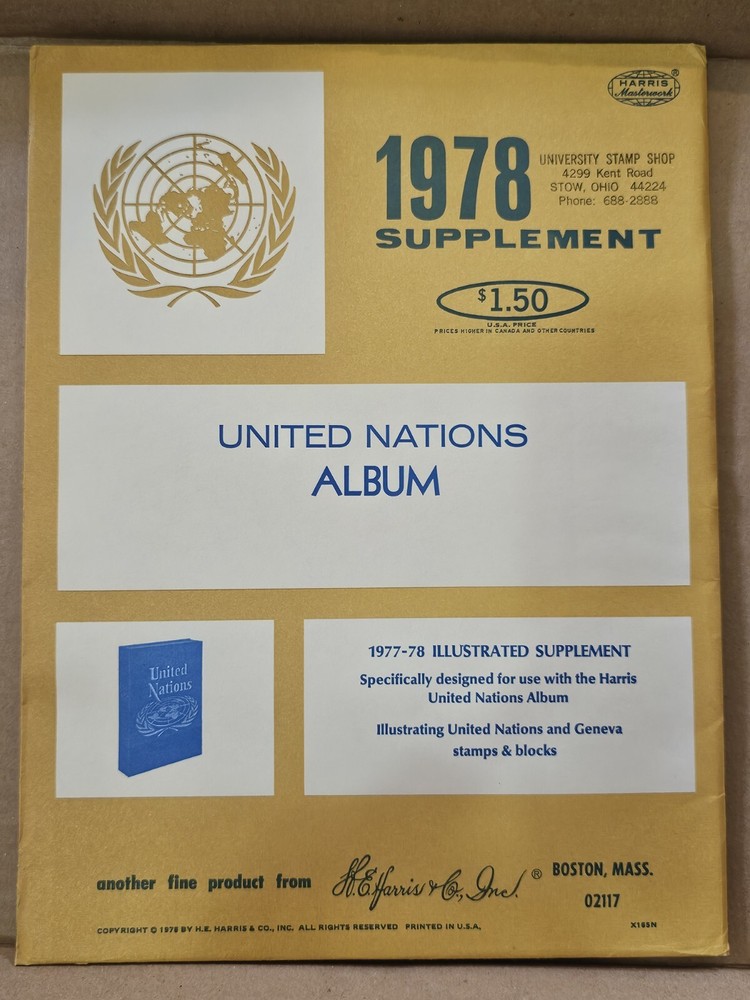 HARRIS
Masterwork
®
1978
SUPPLEMENT
UNIVERSITY STAMP SHOP
4299 Kent Road
STOW, OHIO 44224
Phone: 688-2888
$1.50
U.S.A. PRICE
PRICES HIGHER IN CANADA AND OTHER COUNTRIES
UNITED NATIONS
ALBUM
United
Nations
1977-78 ILLUSTRATED SUPPLEMENT
Specifically designed for use with the Harris
United Nations Album
Illustrating United Nations and Geneva
stamps & blocks
another fine product from H.E. Harris & Co., Inc. ® BOSTON, MASS.
02117
COPYRIGHT © 1978 BY H.E. HARRIS & CO., INC. ALL RIGHTS RESERVED PRINTED IN U.S.A.
X165N